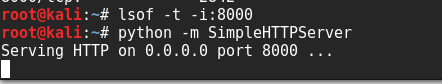 root@kali:~# lsof -t -i:8000
root@kali:~# python -m SimpleHTTPServer
Serving HTTP on 0.0.0.0 port 8000 ...